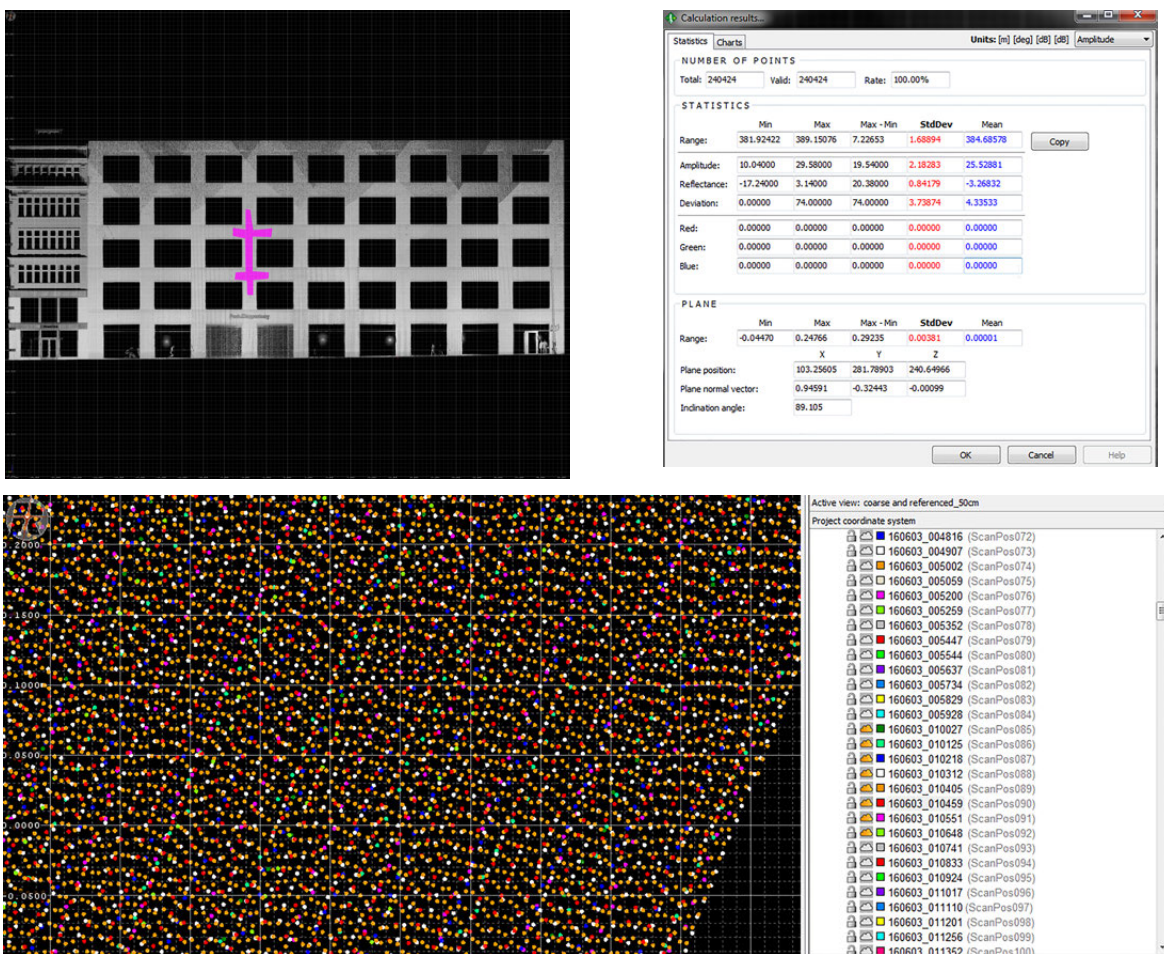 Calculation results...
Statistics Charts Units: [m] [deg] [dB] [dB] Amplitude
NUMBER OF POINTS
Total: 240424 Valid: 240424 Rate: 100.00%
STATISTICS
Min Max Max - Min StdDev Mean
Range: 381.92422 389.15076 7.22653 1.68894 384.68578 Copy
Amplitude: 10.04000 29.58000 19.54000 2.18283 25.52881
Reflectance: -17.24000 3.14000 20.38000 0.84179 -3.26832
Deviation: 0.00000 74.00000 74.00000 3.73874 4.33533
Red: 0.00000 0.00000 0.00000 0.00000 0.00000
Green: 0.00000 0.00000 0.00000 0.00000 0.00000
Blue: 0.00000 0.00000 0.00000 0.00000 0.00000
PLANE
Min Max Max - Min StdDev Mean
Range: -0.04470 0.24766 0.29235 0.00381 0.00001
X Y Z
Plane position: 103.25605 281.78903 240.64966
Plane normal vector: 0.94591 -0.32443 -0.00099
Inclination angle: 89.105
OK Cancel Help
0.2000
0.1500
0.1000
0.0500
0.0000
-0.0500
Active view: coarse and referenced_50cm
Project coordinate system
160603_004816 (ScanPos072)
160603_004907 (ScanPos073)
160603_005002 (ScanPos074)
160603_005059 (ScanPos075)
160603_005200 (ScanPos076)
160603_005259 (ScanPos077)
160603_005352 (ScanPos078)
160603_005447 (ScanPos079)
160603_005544 (ScanPos080)
160603_005637 (ScanPos081)
160603_005734 (ScanPos082)
160603_005829 (ScanPos083)
160603_005928 (ScanPos084)
160603_010027 (ScanPos085)
160603_010125 (ScanPos086)
160603_010218 (ScanPos087)
160603_010312 (ScanPos088)
160603_010405 (ScanPos089)
160603_010459 (ScanPos090)
160603_010551 (ScanPos091)
160603_010648 (ScanPos092)
160603_010741 (ScanPos093)
160603_010833 (ScanPos094)
160603_010924 (ScanPos095)
160603_011017 (ScanPos096)
160603_011110 (ScanPos097)
160603_011201 (ScanPos098)
160603_011256 (ScanPos099)
160603_011352 (ScanPos100)